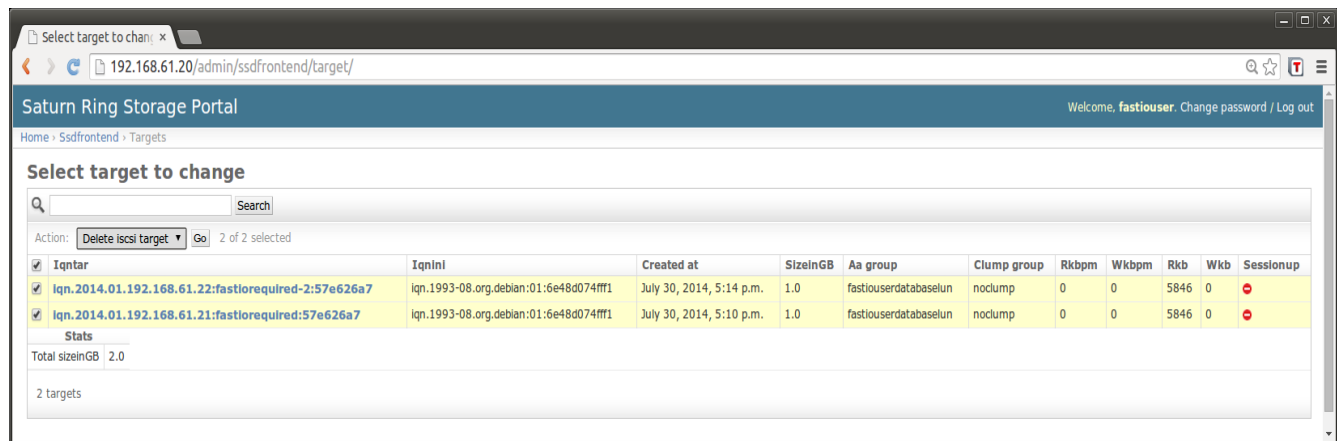 Select target to chang ×
192.168.61.20/admin/ssdfrontend/target/
Saturn Ring Storage Portal Welcome, fastiouser. Change password / Log out
Home › Ssdfrontend › Targets
Select target to change
Search
Action: Delete iscsi target Go 2 of 2 selected
Iqntar Iqnini Created at SizeinGB Aa group Clump group Rkbpm Wkbpm Rkb Wkb Sessionup
iqn.2014.01.192.168.61.22:fastiorequired-2:57e626a7 iqn.1993-08.org.debian:01:6e48d074fff1 July 30, 2014, 5:14 p.m. 1.0 fastiouserdatabaselun noclump 0 0 5846 0
iqn.2014.01.192.168.61.21:fastiorequired:57e626a7 iqn.1993-08.org.debian:01:6e48d074fff1 July 30, 2014, 5:10 p.m. 1.0 fastiouserdatabaselun noclump 0 0 5846 0
Stats
Total sizeinGB 2.0
2 targets